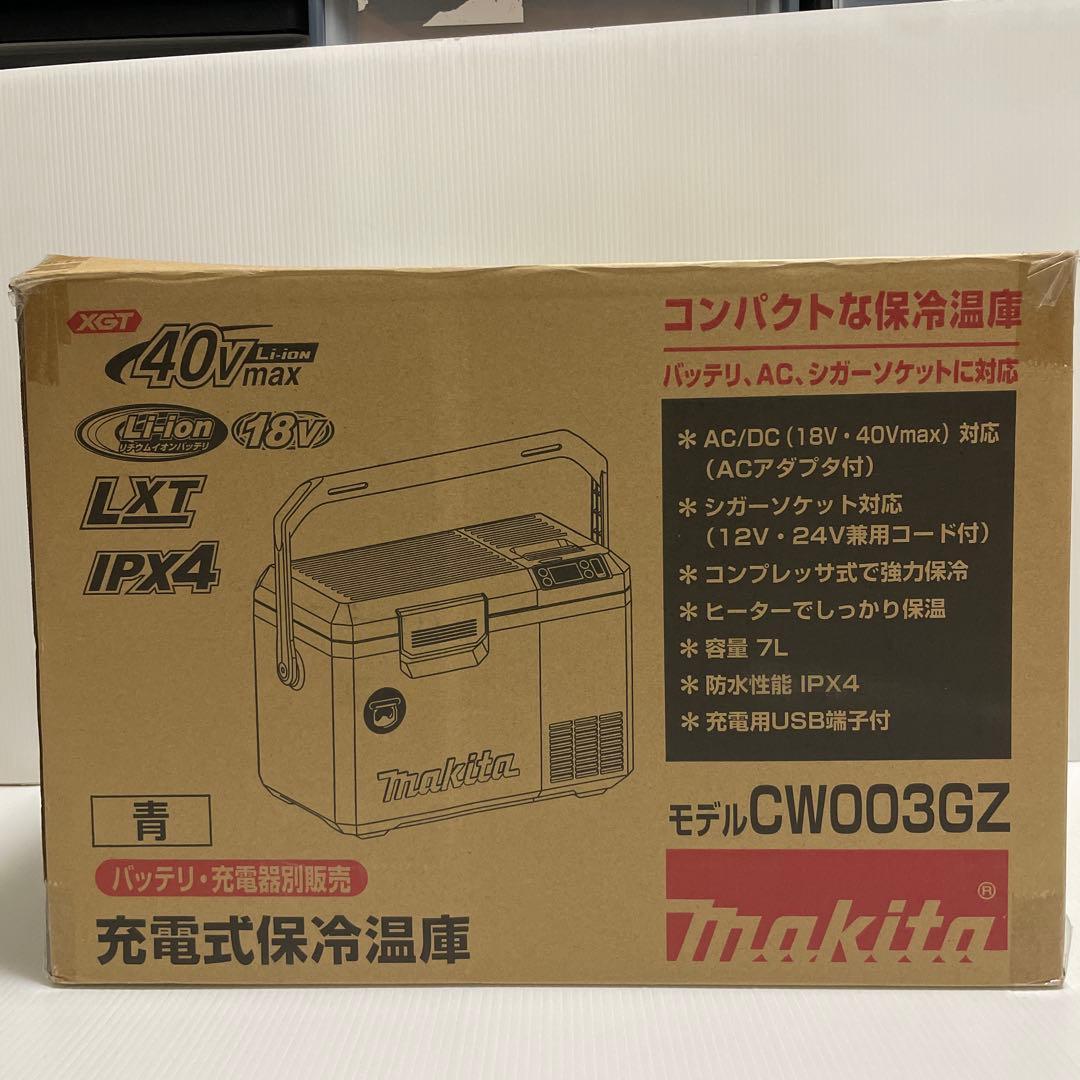 XGT
40Vmax Li-ion
Li-ion 18V
リチウムイオンバッテリ
LXT
IPX4
makita
青
バッテリ・充電器別販売
充電式保冷温庫
コンパクトな保冷温庫
バッテリ、AC、シガーソケットに対応
＊AC/DC（18V・40Vmax）対応
（ACアダプタ付）
＊シガーソケット対応
（12V・24V兼用コード付）
＊コンプレッサ式で強力保冷
＊ヒーターでしっかり保温
＊容量 7L
＊防水性能 IPX4
＊充電用USB端子付
モデルCW003GZ
makita®